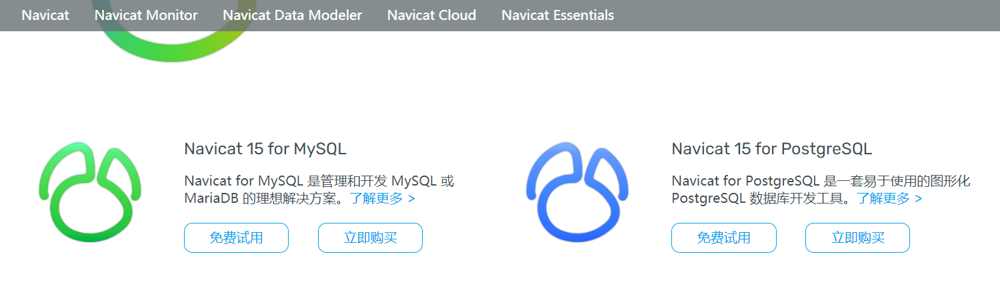 Navicat Navicat Monitor Navicat Data Modeler Navicat Cloud Navicat Essentials
Navicat 15 for MySQL
Navicat for MySQL 是管理和开发 MySQL 或
MariaDB 的理想解决方案。了解更多 >
免费试用 立即购买
Navicat 15 for PostgreSQL
Navicat for PostgreSQL 是一套易于使用的图形化
PostgreSQL 数据库开发工具。了解更多 >
免费试用 立即购买